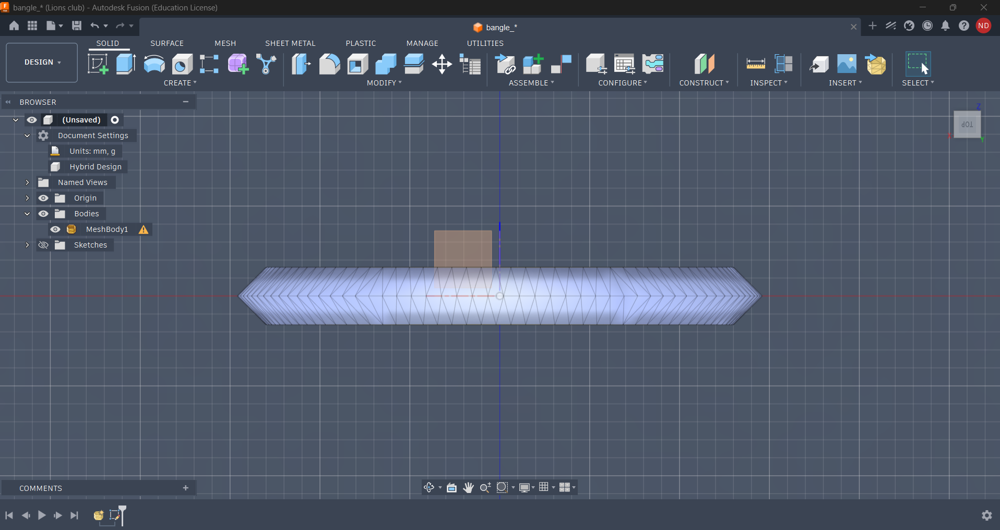 bangle_* (Lions club) - Autodesk Fusion (Education License)
bangle_*
ND
SOLID SURFACE MESH SHEET METAL PLASTIC MANAGE UTILITIES
DESIGN
CREATE MODIFY ASSEMBLE CONFIGURE CONSTRUCT INSPECT INSERT SELECT
BROWSER
(Unsaved)
Document Settings
Units: mm, g
Hybrid Design
Named Views
Origin
Bodies
MeshBody1
Sketches
Z
TOP
X
Y
COMMENTS